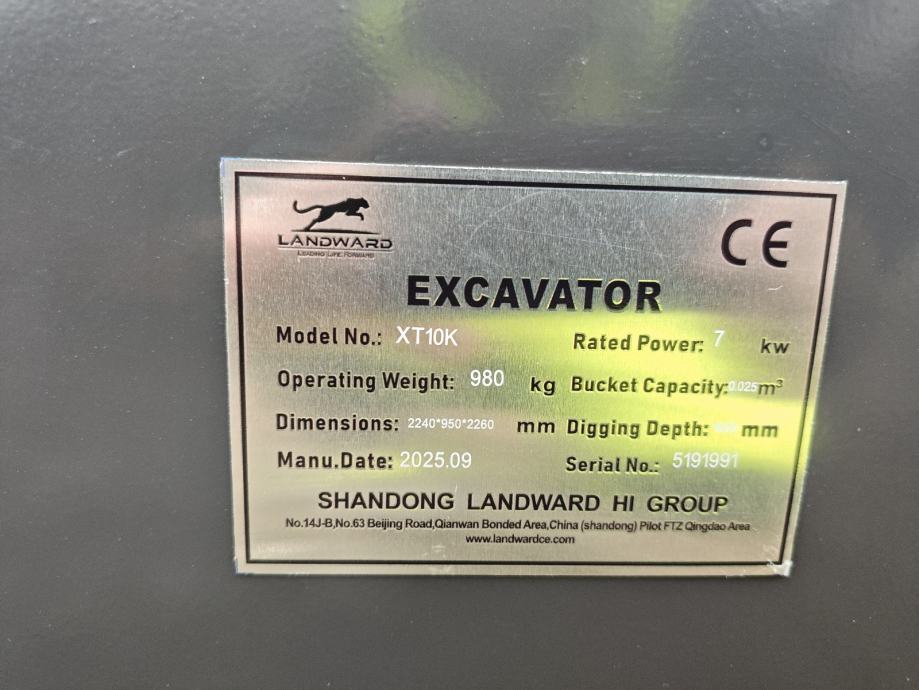 LANDWARD
LEADING LIFE FORWARD
CE
EXCAVATOR
Model No.: XT10K Rated Power: 7 kw
Operating Weight: 980 kg Bucket Capacity: 0.025 m³
Dimensions: 2240*950*2260 mm Digging Depth: mm
Manu.Date: 2025.09 Serial No.: 5191991
SHANDONG LANDWARD HI GROUP
No.14J-B,No.63 Beijing Road,Qianwan Bonded Area,China (shandong) Pilot FTZ Qingdao Area
www.landwardce.com